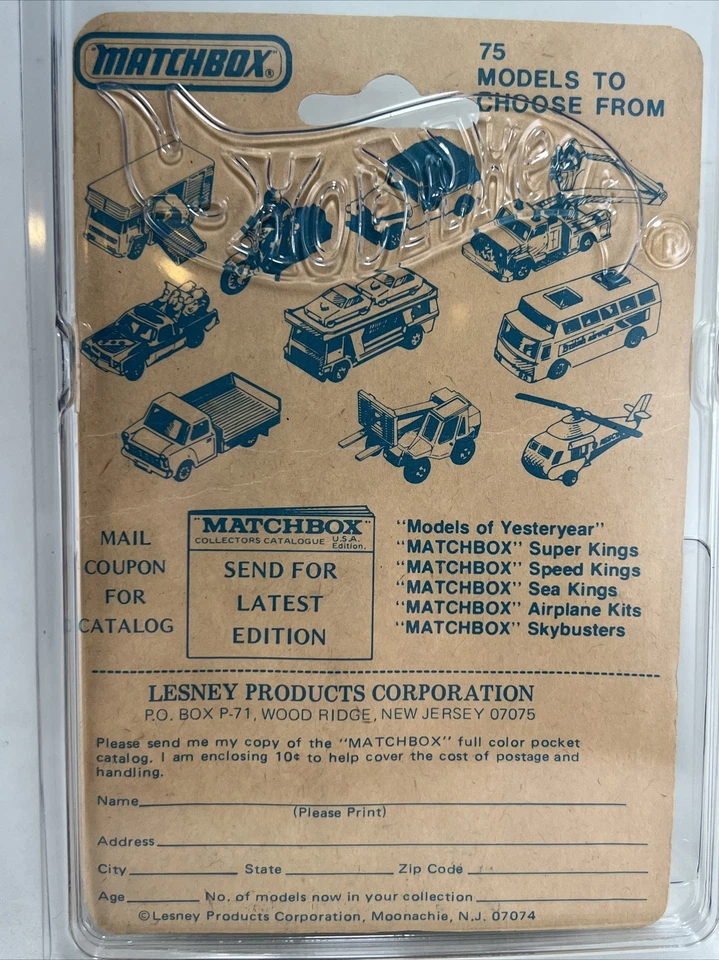 "MATCHBOX"®
75
MODELS TO
CHOOSE FROM
Hot Wheels
®
British Airways
MAIL
COUPON
FOR
CATALOG
"MATCHBOX"
COLLECTORS CATALOGUE U.S.A.
Edition.
SEND FOR
LATEST
EDITION
"Models of Yesteryear"
"MATCHBOX" Super Kings
"MATCHBOX" Speed Kings
"MATCHBOX" Sea Kings
"MATCHBOX" Airplane Kits
"MATCHBOX" Skybusters
LESNEY PRODUCTS CORPORATION
P.O. BOX P-71, WOOD RIDGE, NEW JERSEY 07075
Please send me my copy of the "MATCHBOX" full color pocket
catalog. I am enclosing 10¢ to help cover the cost of postage and
handling.
Name
(Please Print)
Address
City State Zip Code
Age No. of models now in your collection
©Lesney Products Corporation, Moonachie, N.J. 07074